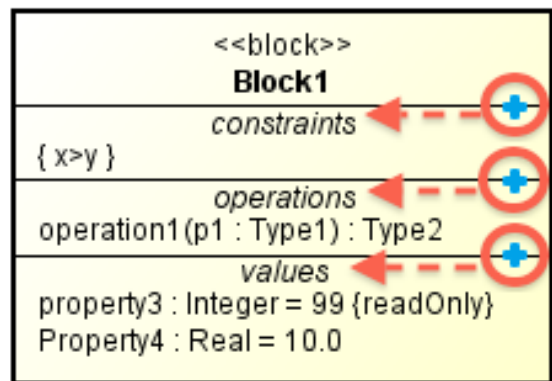 <<block>>
Block1
constraints
{ x>y }
operations
operation1(p1 : Type1) : Type2
values
property3 : Integer = 99 {readOnly}
Property4 : Real = 10.0